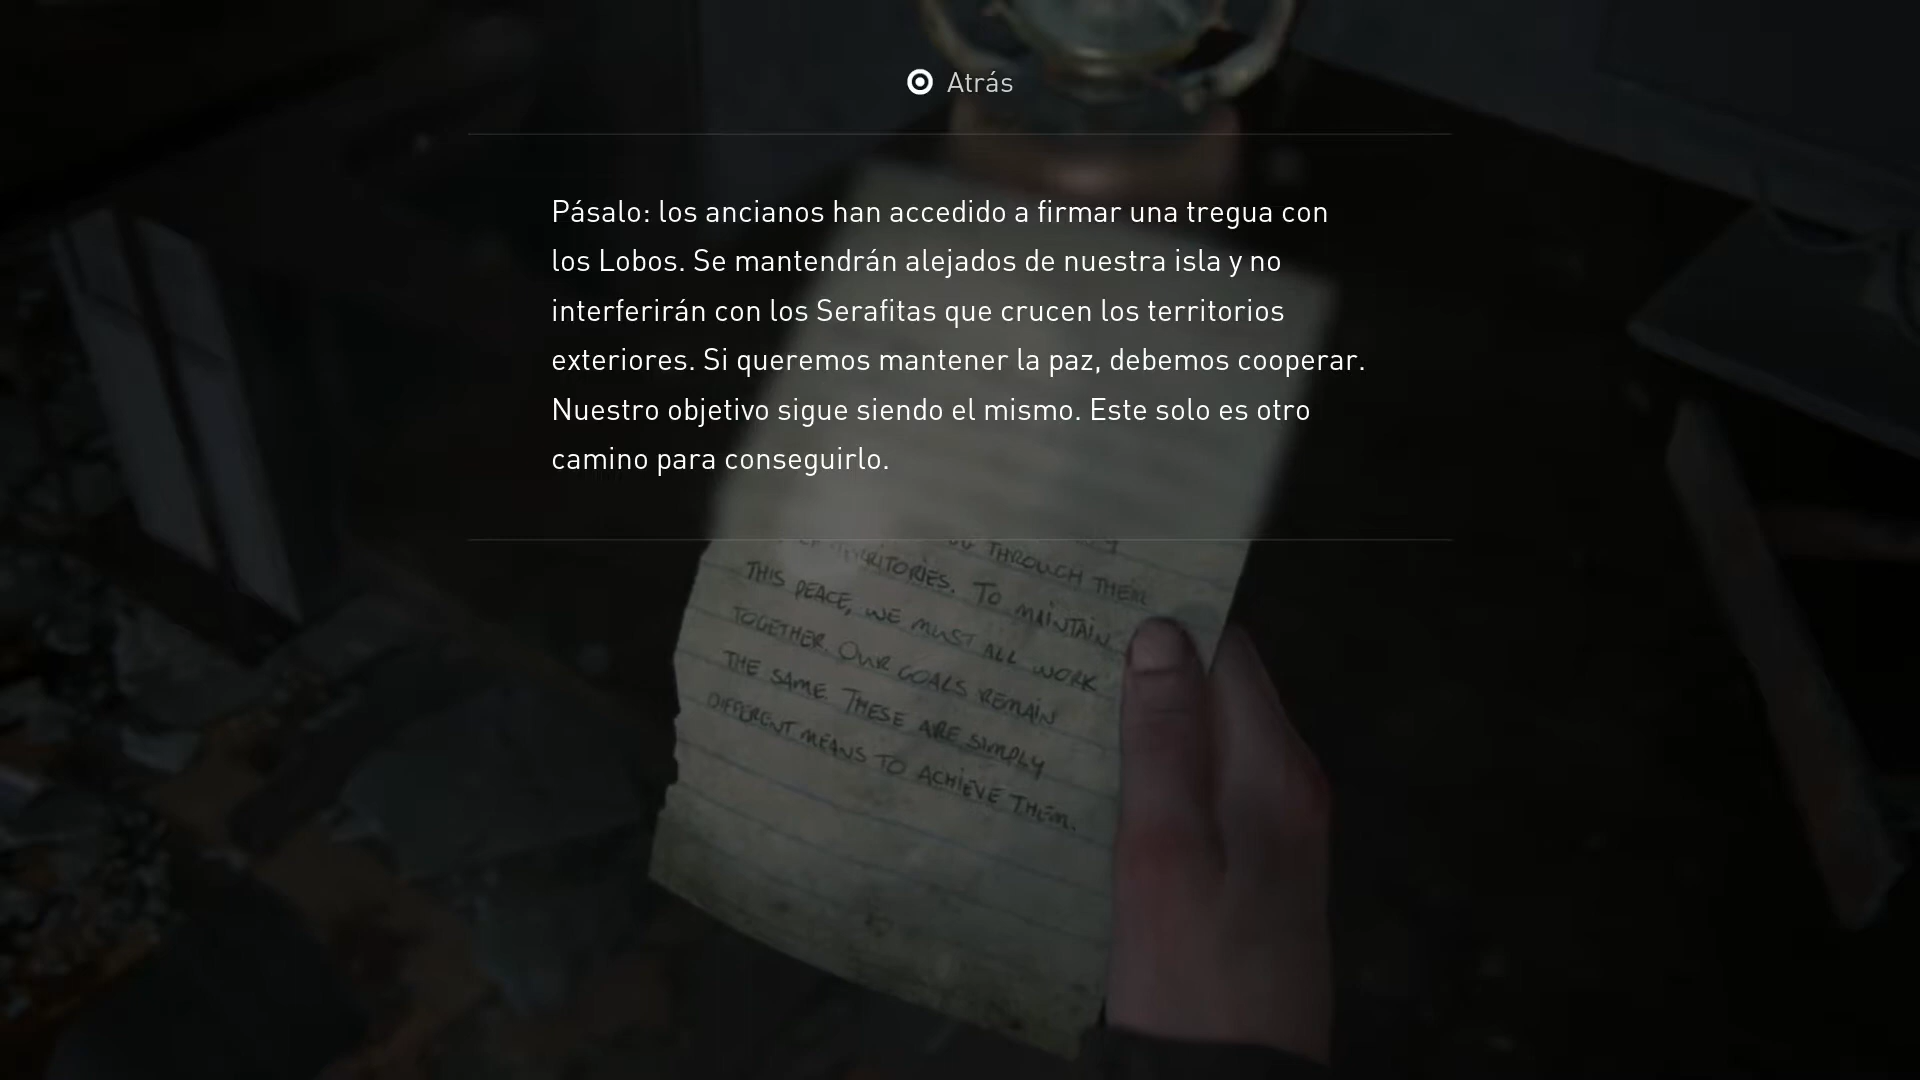 Atrás
Pásalo: los ancianos han accedido a firmar una tregua con
los Lobos. Se mantendrán alejados de nuestra isla y no
interferirán con los Serafitas que crucen los territorios
exteriores. Si queremos mantener la paz, debemos cooperar.
Nuestro objetivo sigue siendo el mismo. Este solo es otro
camino para conseguirlo.
THROUGH THEIR
TERRITORIES. TO MAINTAIN
THIS PEACE, WE MUST ALL WORK
TOGETHER. OUR GOALS REMAIN
THE SAME. THESE ARE SIMPLY
DIFFERENT MEANS TO ACHIEVE THEM.